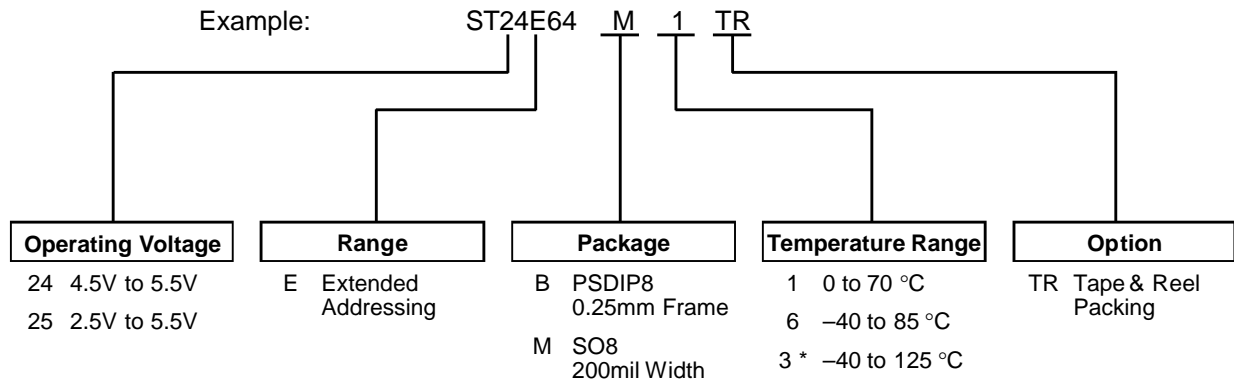 Example: ST24E64 M 1 TR
Operating Voltage
24 4.5V to 5.5V
25 2.5V to 5.5V
Range
E Extended
Addressing
Package
B PSDIP8
0.25mm Frame
M SO8
200mil Width
Temperature Range
1 0 to 70 °C
6 –40 to 85 °C
3 * –40 to 125 °C
Option
TR Tape & Reel
Packing